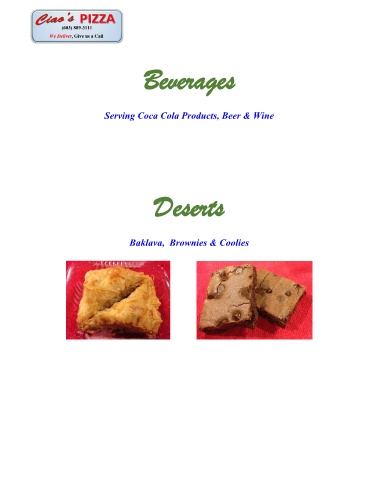 Ciao's PIZZA
(603) 889-3111
We Deliver, Give us a Call
Beverages
Serving Coca Cola Products, Beer & Wine
Deserts
Baklava, Brownies & Coolies